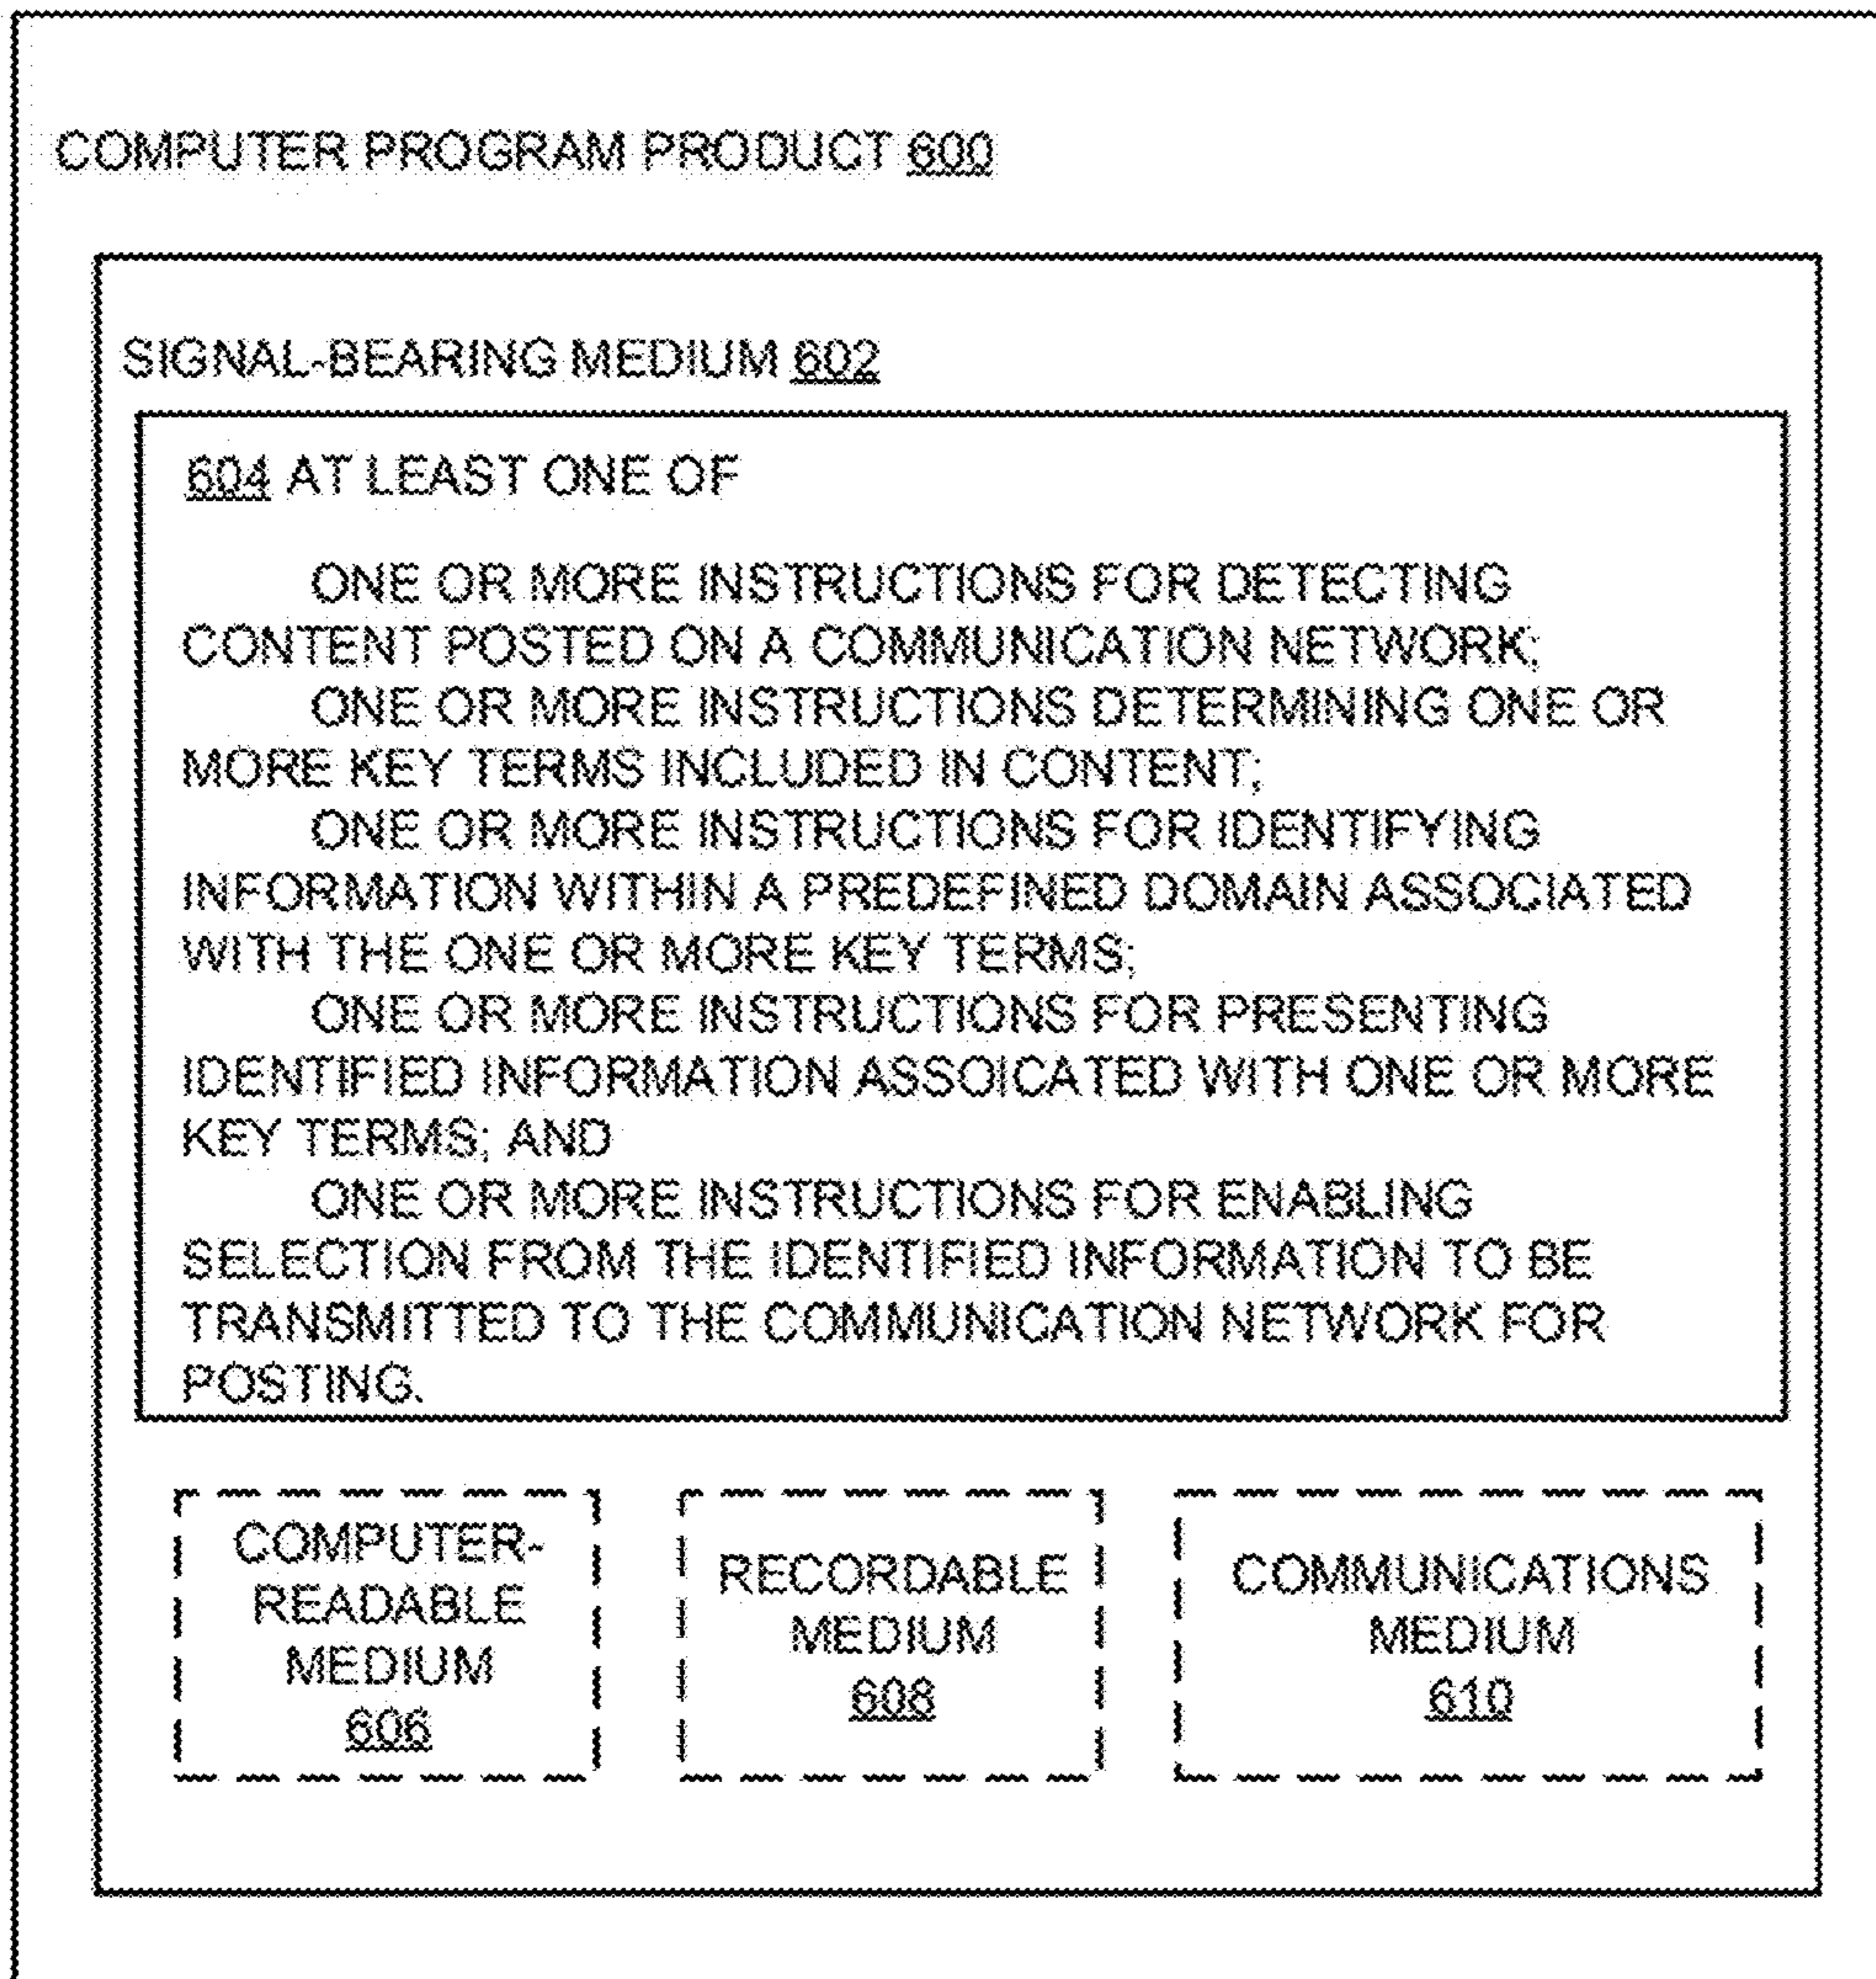 COMPUTER PROGRAM PRODUCT 600
SIGNAL-BEARING MEDIUM 602
604 AT LEAST ONE OF
ONE OR MORE INSTRUCTIONS FOR DETECTING
CONTENT POSTED ON A COMMUNICATION NETWORK;
ONE OR MORE INSTRUCTIONS DETERMINING ONE OR
MORE KEY TERMS INCLUDED IN CONTENT;
ONE OR MORE INSTRUCTIONS FOR IDENTIFYING
INFORMATION WITHIN A PREDEFINED DOMAIN ASSOCIATED
WITH THE ONE OR MORE KEY TERMS;
ONE OR MORE INSTRUCTIONS FOR PRESENTING
IDENTIFIED INFORMATION ASSOICATED WITH ONE OR MORE
KEY TERMS; AND
ONE OR MORE INSTRUCTIONS FOR ENABLING
SELECTION FROM THE IDENTIFIED INFORMATION TO BE
TRANSMITTED TO THE COMMUNICATION NETWORK FOR
POSTING.
COMPUTER-
READABLE
MEDIUM
606
RECORDABLE
MEDIUM
608
COMMUNICATIONS
MEDIUM
610